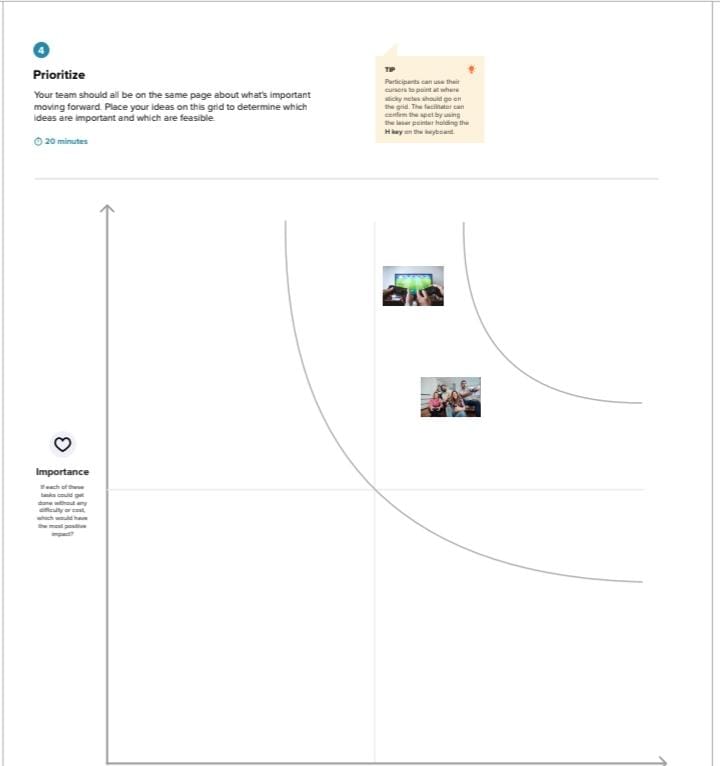 4
Prioritize
Your team should all be on the same page about what's important
moving forward. Place your ideas on this grid to determine which
ideas are important and which are feasible.
20 minutes
TIP
Participants can use their
cursors to point at where
sticky notes should go on
the grid. The facilitator can
confirm the spot by using
the laser pointer holding the
H key on the keyboard.
Importance
If each of these
tasks could get
done without any
difficulty or cost,
which would have
the most positive
impact?